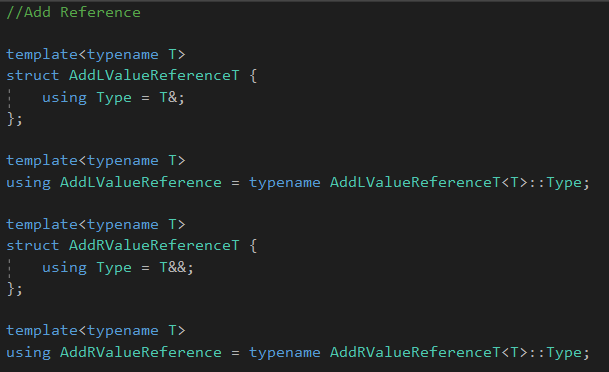 //Add Reference
template<typename T>
struct AddLValueReferenceT {
    using Type = T&;
};
template<typename T>
using AddLValueReference = typename AddLValueReferenceT<T>::Type;
template<typename T>
struct AddRValueReferenceT {
    using Type = T&&;
};
template<typename T>
using AddRValueReference = typename AddRValueReferenceT<T>::Type;